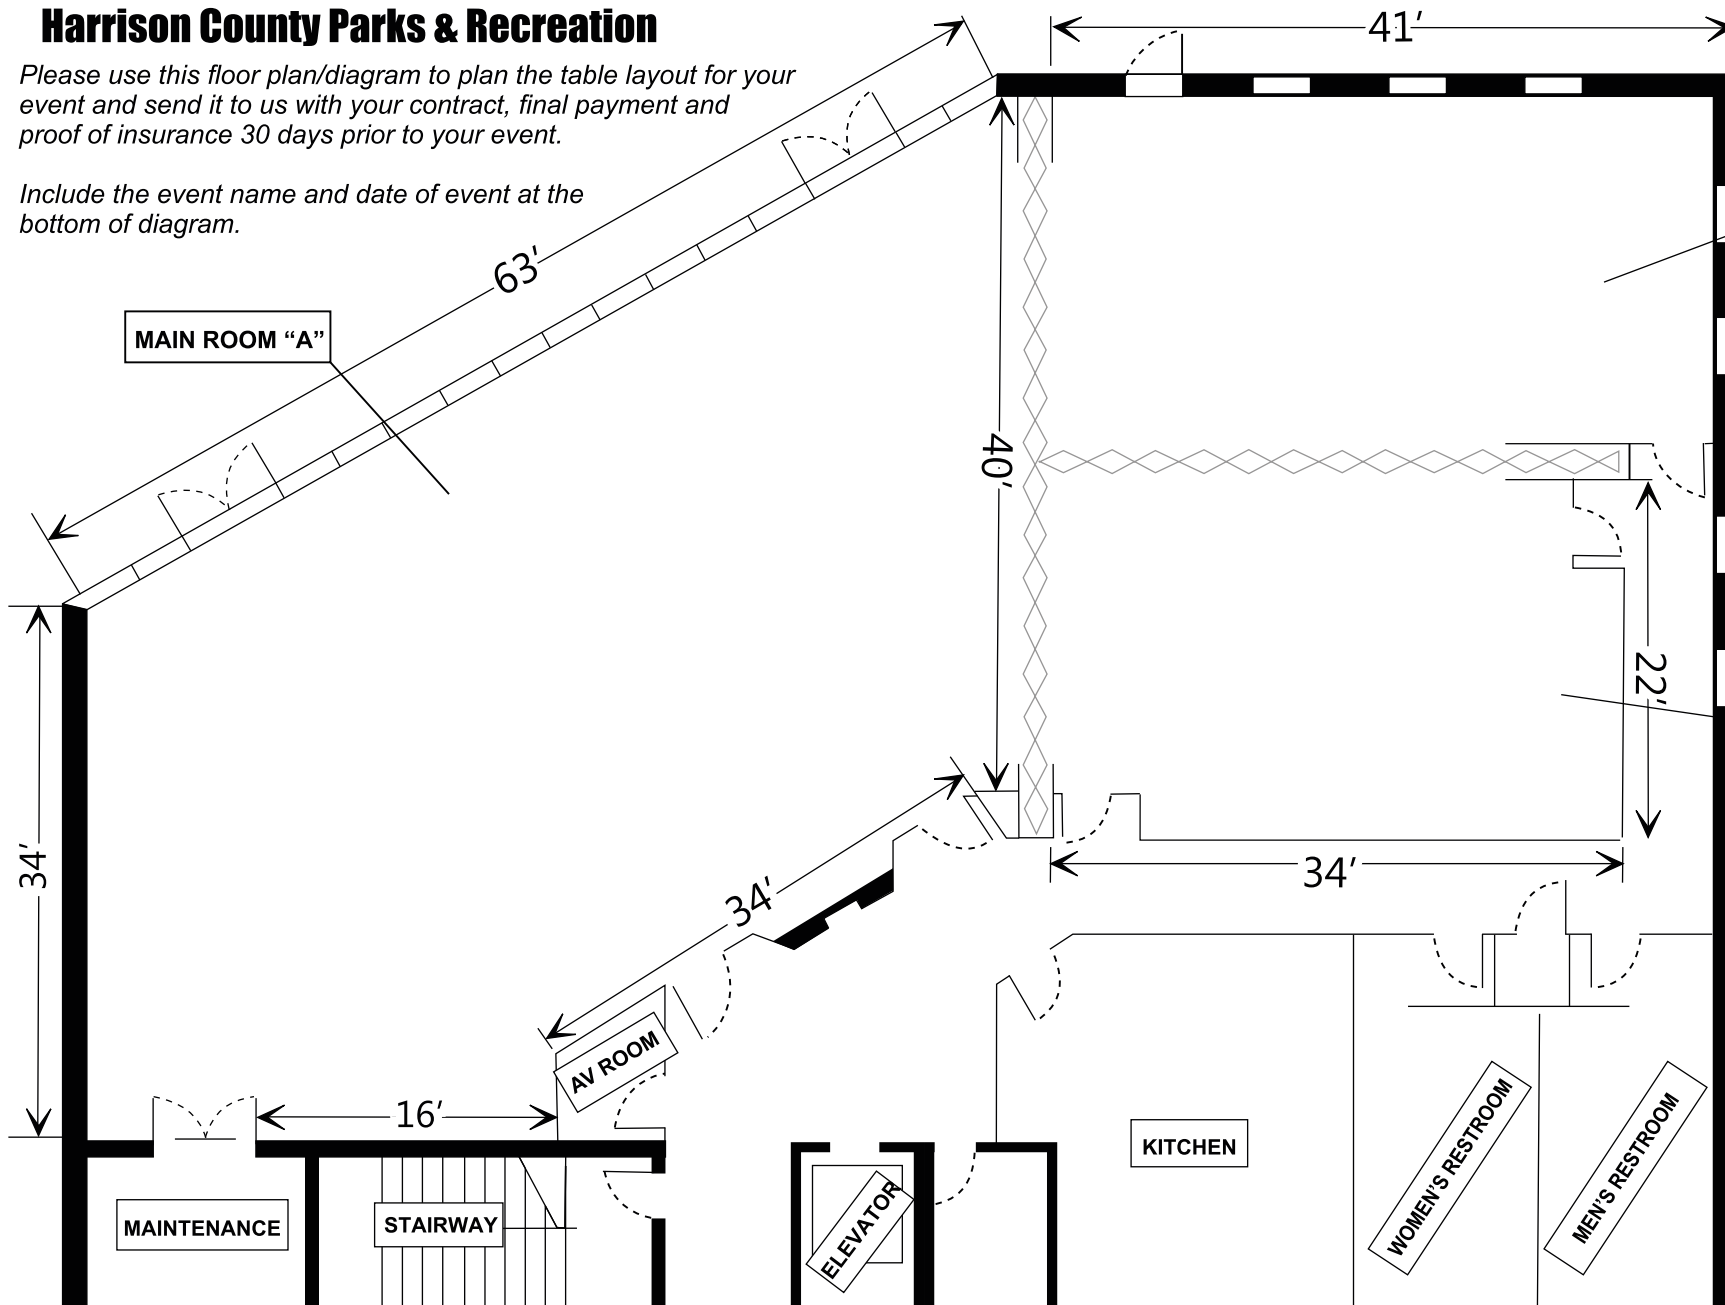 Harrison County Parks & Recreation
Please use this floor plan/diagram to plan the table layout for your
event and send it to us with your contract, final payment and
proof of insurance 30 days prior to your event.
Include the event name and date of event at the
bottom of diagram.
41’
63’
MAIN ROOM “A”
40’
22’
34’
34’
34’
16’
AV ROOM
KITCHEN
WOMEN’S RESTROOM
MEN’S RESTROOM
MAINTENANCE
STAIRWAY
ELEVATOR